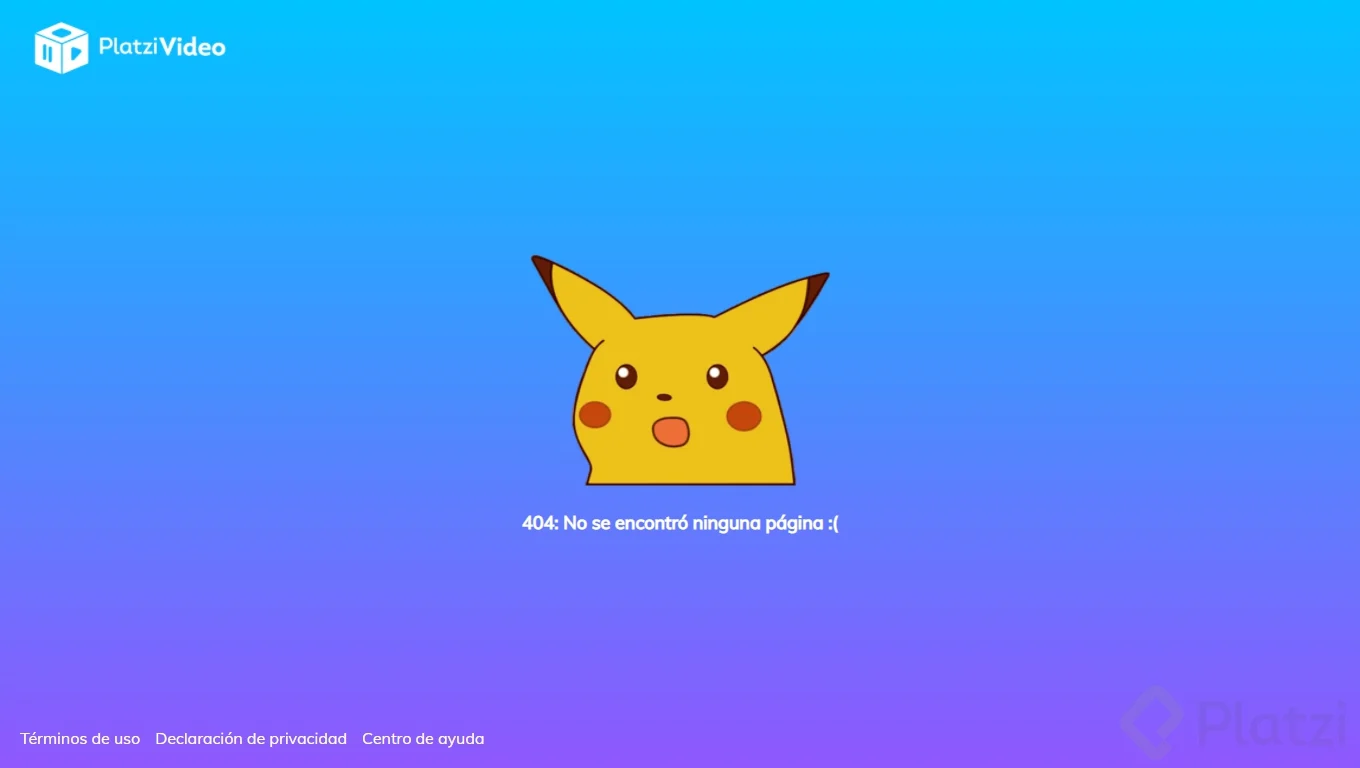 PlatziVideo
404: No se encontró ninguna página :(
Términos de uso Declaración de privacidad Centro de ayuda
Platzi